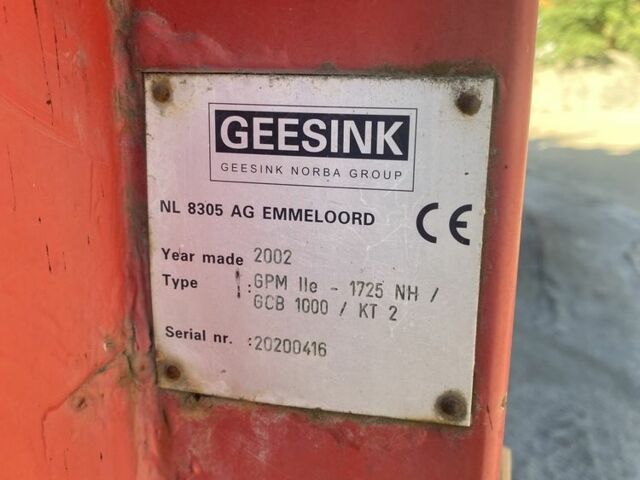 GEESINK
GEESINK NORBA GROUP
NL 8305 AG EMMELOORD CE
Year made 2002
Type : GPM IIe - 1725 NH /
GCB 1000 / KT 2
Serial nr. : 20200416